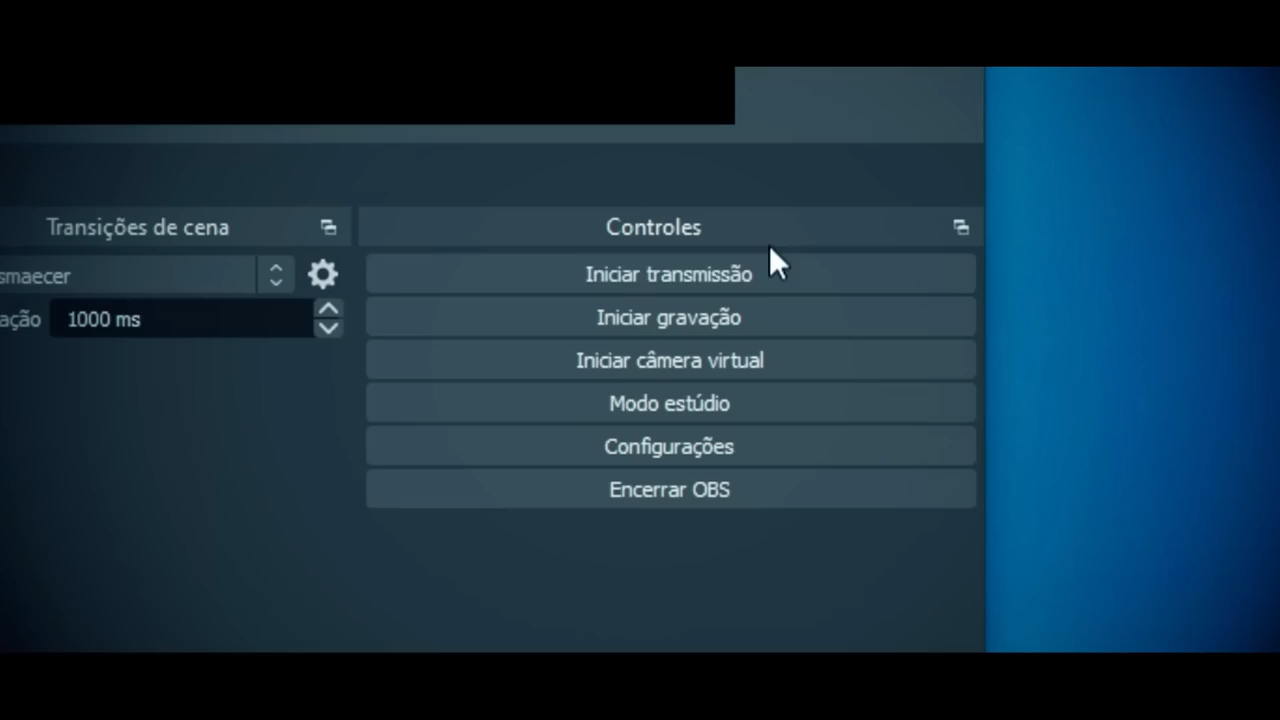 Transições de cena
smaecer
ação 1000 ms
Controles
Iniciar transmissão
Iniciar gravação
Iniciar câmera virtual
Modo estúdio
Configurações
Encerrar OBS